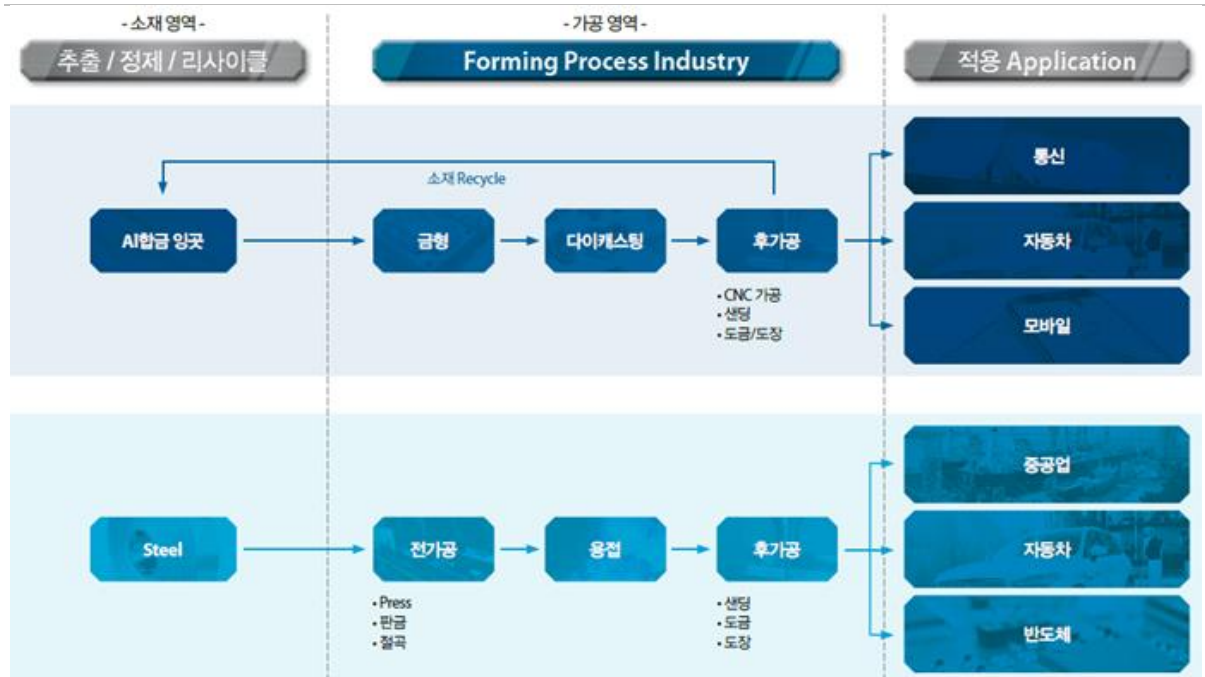 - 소재 영역 -
- 가공 영역 -
추출 / 정제 / 리사이클
Forming Process Industry
적용 Application
소재 Recycle
Al합금 잉곳
금형
다이캐스팅
후가공
• CNC 가공
• 샌딩
• 도금/도장
통신
자동차
모바일
Steel
전가공
• Press
• 판금
• 절곡
용접
후가공
• 샌딩
• 도금
• 도장
중공업
자동차
반도체